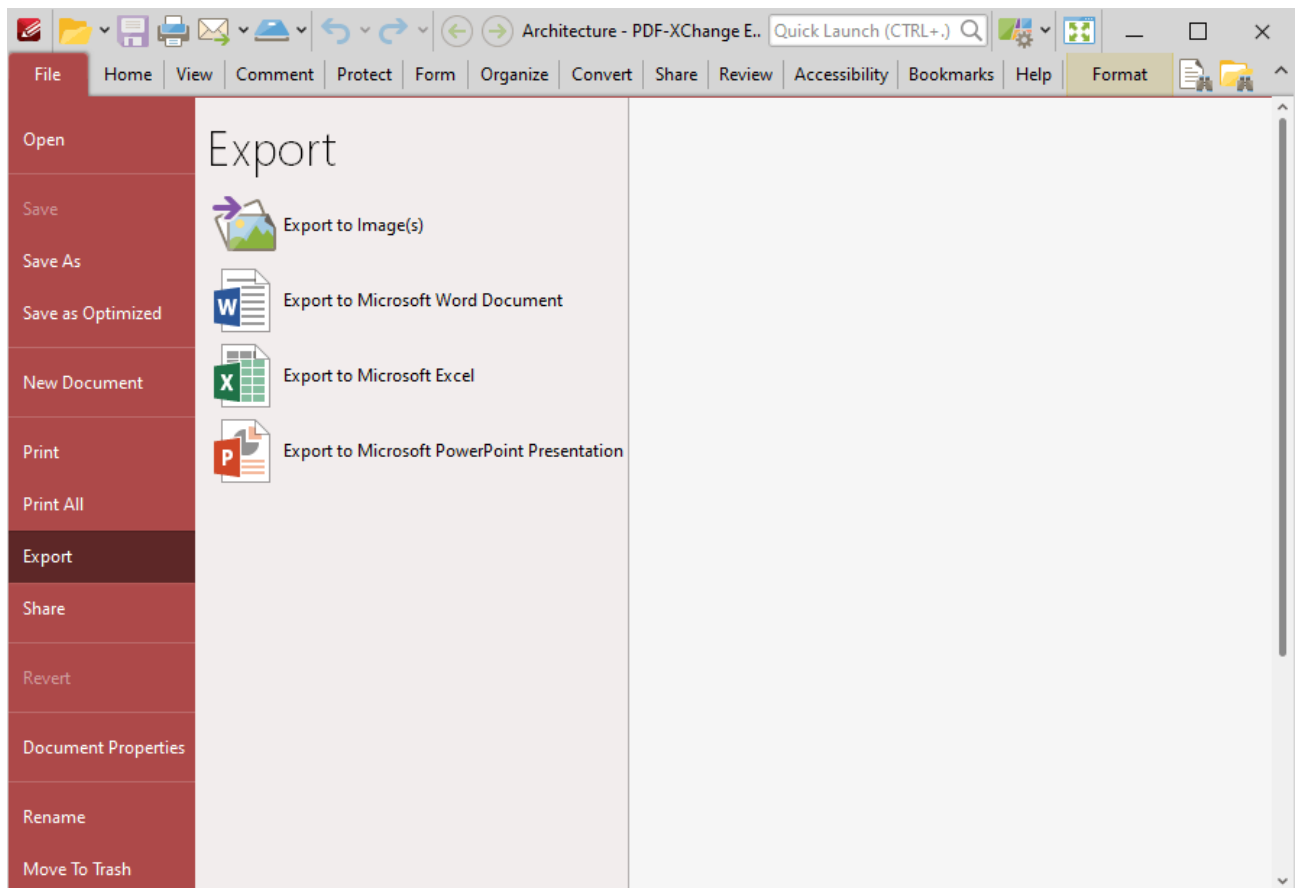 Architecture - PDF-XChange E.. Quick Launch (CTRL+.)
File Home View Comment Protect Form Organize Convert Share Review Accessibility Bookmarks Help Format
Open
Save
Save As
Save as Optimized
New Document
Print
Print All
Export
Share
Revert
Document Properties
Rename
Move To Trash
Export
Export to Image(s)
W Export to Microsoft Word Document
X Export to Microsoft Excel
P Export to Microsoft PowerPoint Presentation